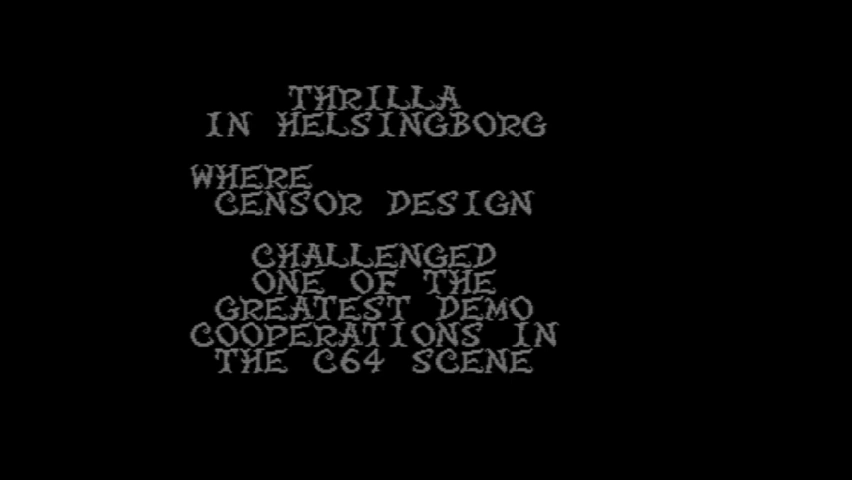 THRILLA
IN HELSINGBORG
WHERE
CENSOR DESIGN
CHALLENGED
ONE OF THE
GREATEST DEMO
COOPERATIONS IN
THE C64 SCENE